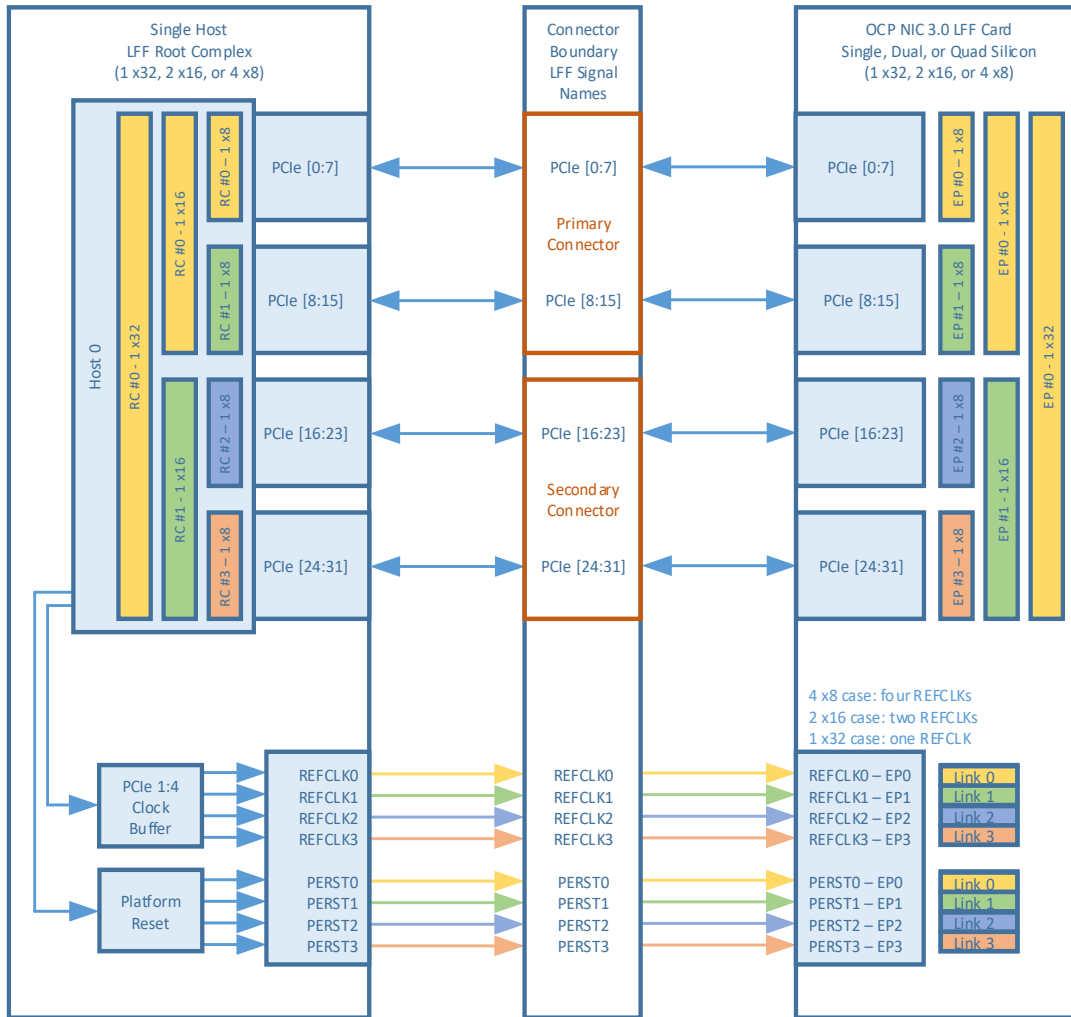 Single Host
LFF Root Complex
(1 x32, 2 x16, or 4 x8)
Host 0
RC #0 - 1 x32
RC #0 - 1 x16
RC #1 - 1 x16
RC #0 – 1 x8
RC #1 – 1 x8
RC #2 – 1 x8
RC #3 – 1 x8
PCIe [0:7]
PCIe [8:15]
PCIe [16:23]
PCIe [24:31]
PCIe 1:4
Clock
Buffer
Platform
Reset
REFCLK0
REFCLK1
REFCLK2
REFCLK3
PERST0
PERST1
PERST2
PERST3
Connector
Boundary
LFF Signal
Names
PCIe [0:7]
Primary
Connector
PCIe [8:15]
PCIe [16:23]
Secondary
Connector
PCIe [24:31]
REFCLK0
REFCLK1
REFCLK2
REFCLK3
PERST0
PERST1
PERST2
PERST3
OCP NIC 3.0 LFF Card
Single, Dual, or Quad Silicon
(1 x32, 2 x16, or 4 x8)
PCIe [0:7]
PCIe [8:15]
PCIe [16:23]
PCIe [24:31]
EP #0 – 1 x8
EP #1 – 1 x8
EP #2 – 1 x8
EP #3 – 1 x8
EP #0 - 1 x16
EP #1 - 1 x16
EP #0 - 1 x32
4 x8 case: four REFCLKs
2 x16 case: two REFCLKs
1 x32 case: one REFCLK
REFCLK0 – EP0
REFCLK1 – EP1
REFCLK2 – EP2
REFCLK3 – EP3
Link 0
Link 1
Link 2
Link 3
PERST0 – EP0
PERST1 – EP1
PERST2 – EP2
PERST3 – EP3
Link 0
Link 1
Link 2
Link 3